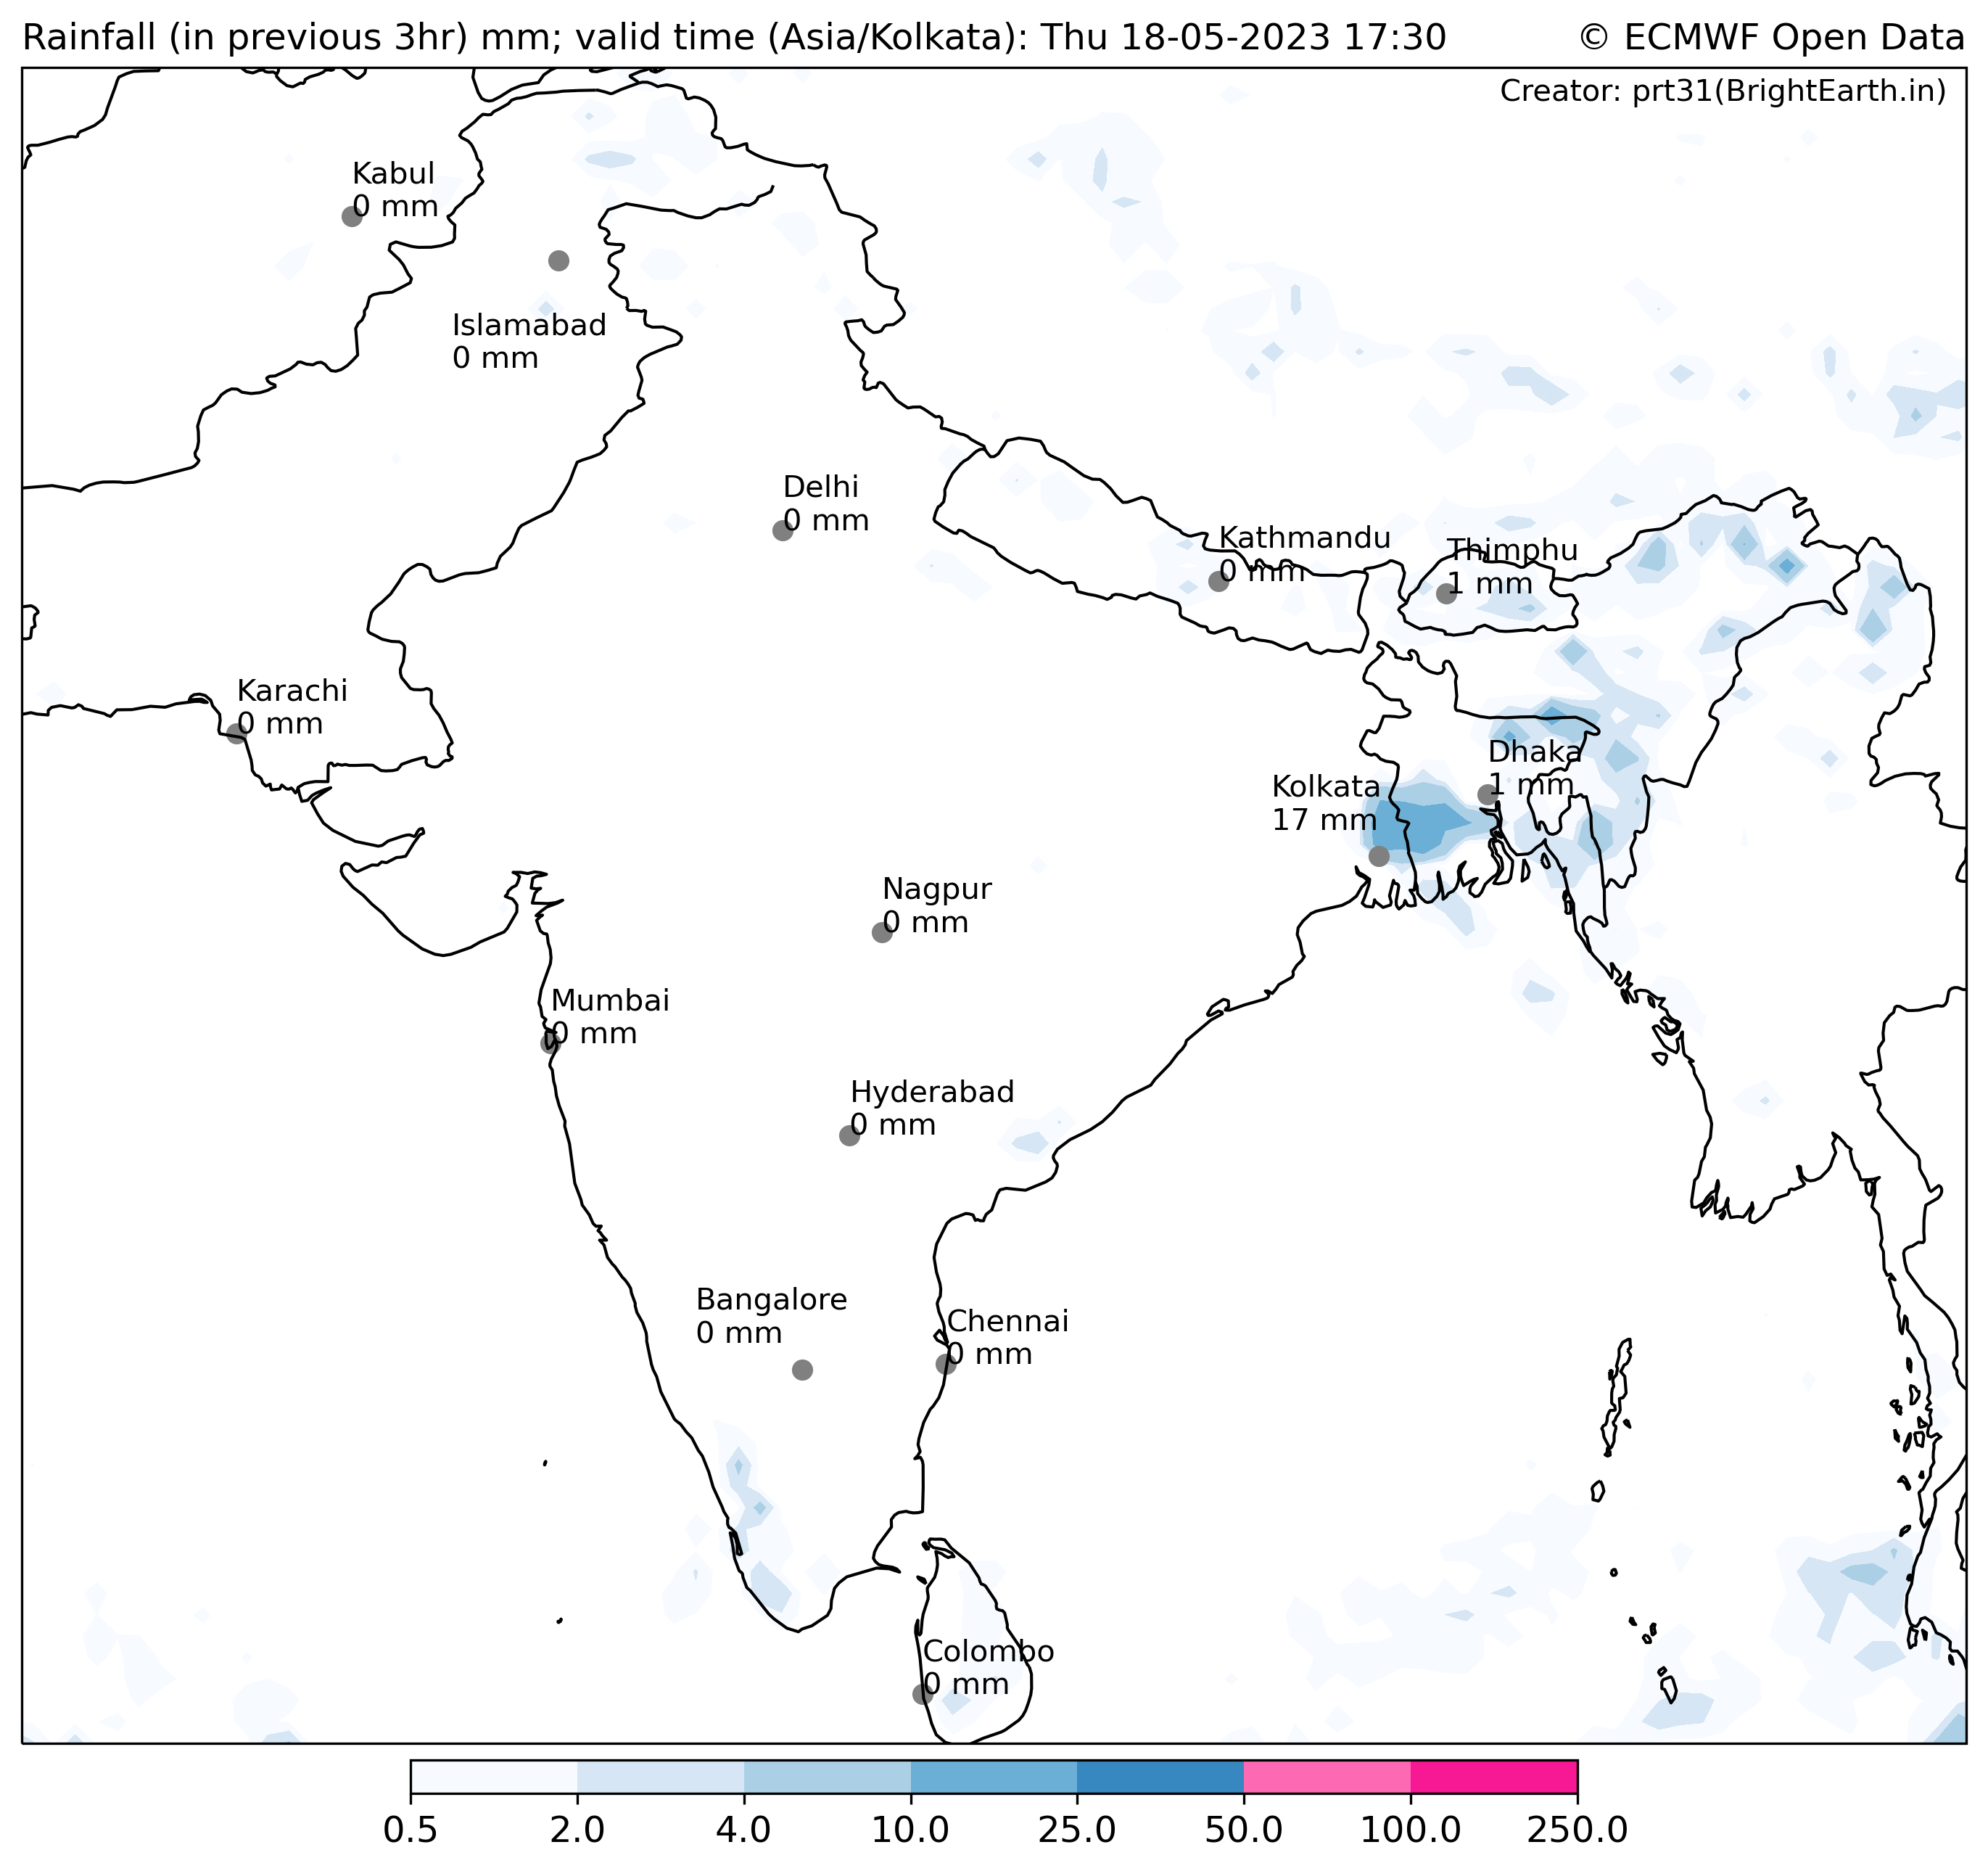 Rainfall (in previous 3hr) mm; valid time (Asia/Kolkata): Thu 18-05-2023 17:30
© ECMWF Open Data
Creator: prt31(BrightEarth.in)
Kabul
0 mm
Islamabad
0 mm
Delhi
0 mm
Kathmandu
0 mm
Thimphu
1 mm
Karachi
0 mm
Dhaka
1 mm
Kolkata
17 mm
Nagpur
0 mm
Mumbai
0 mm
Hyderabad
0 mm
Bangalore
0 mm
Chennai
0 mm
Colombo
0 mm
0.5 2.0 4.0 10.0 25.0 50.0 100.0 250.0